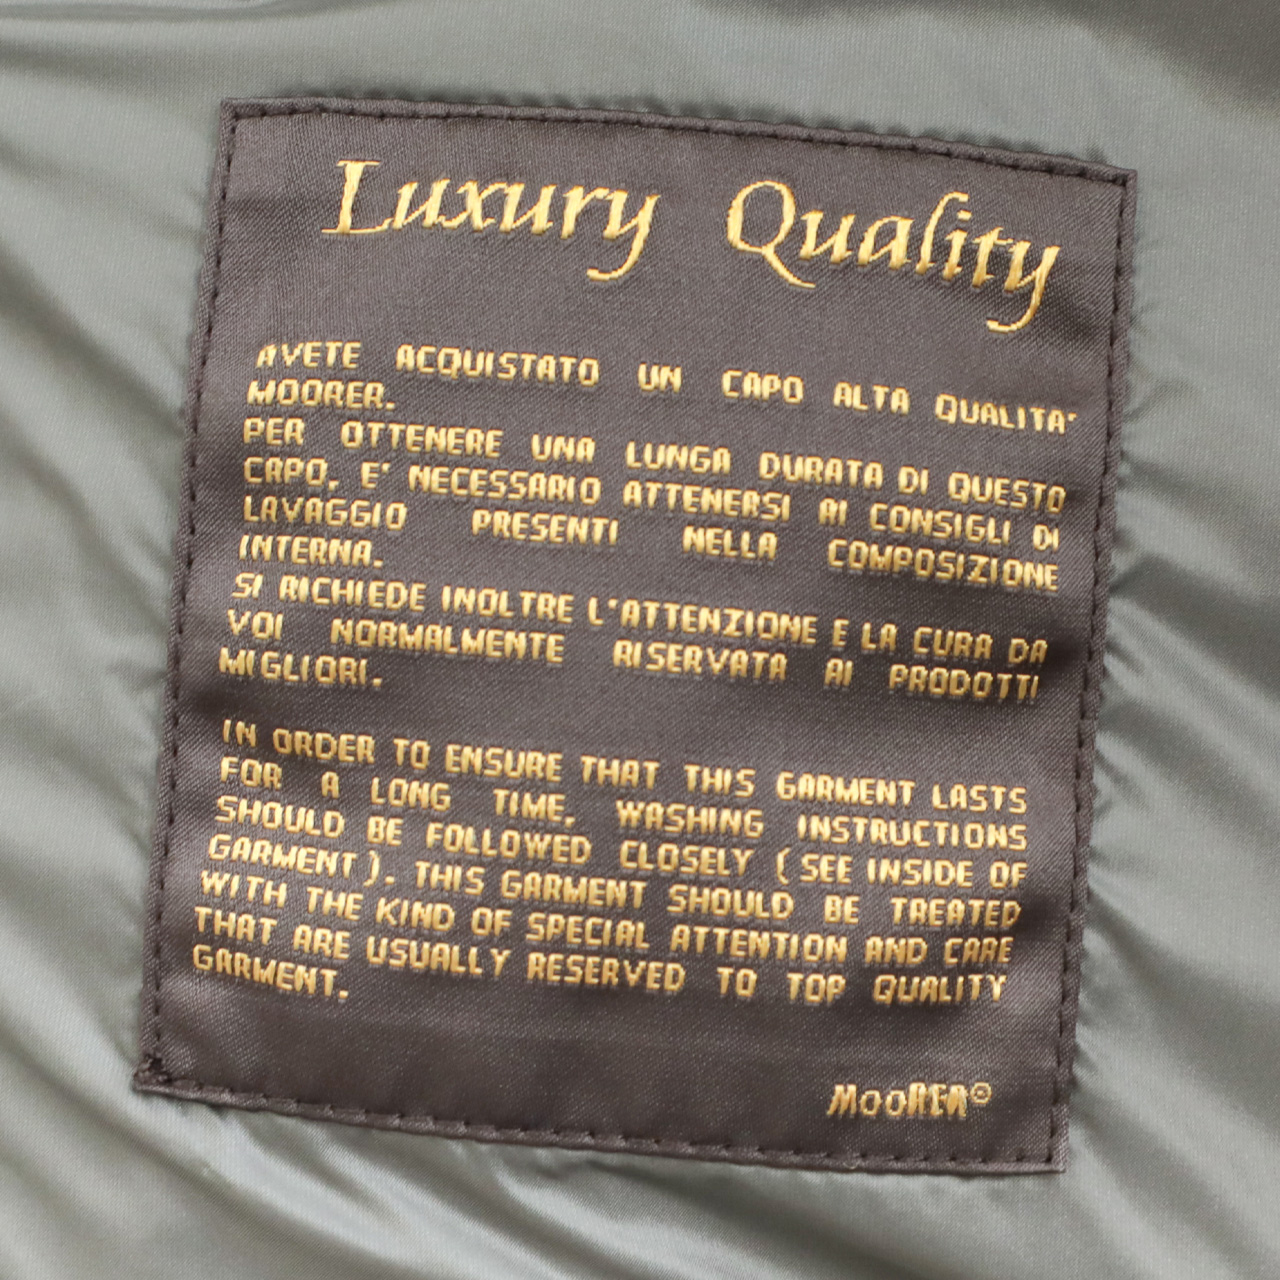 Luxury Quality
AVETE ACQUISTATO UN CAPO ALTA QUALITA'
MOORER.
PER OTTENERE UNA LUNGA DURATA DI QUESTO
CAPO, E' NECESSARIO ATTENERSI AI CONSIGLI DI
LAVAGGIO PRESENTI NELLA COMPOSIZIONE
INTERNA.
SI RICHIEDE INOLTRE L'ATTENZIONE E LA CURA DA
VOI NORMALMENTE RISERVATA AI PRODOTTI
MIGLIORI.
IN ORDER TO ENSURE THAT THIS GARMENT LASTS
FOR A LONG TIME, WASHING INSTRUCTIONS
SHOULD BE FOLLOWED CLOSELY (SEE INSIDE OF
GARMENT). THIS GARMENT SHOULD BE TREATED
WITH THE KIND OF SPECIAL ATTENTION AND CARE
THAT ARE USUALLY RESERVED TO TOP QUALITY
GARMENT.
MooRER®